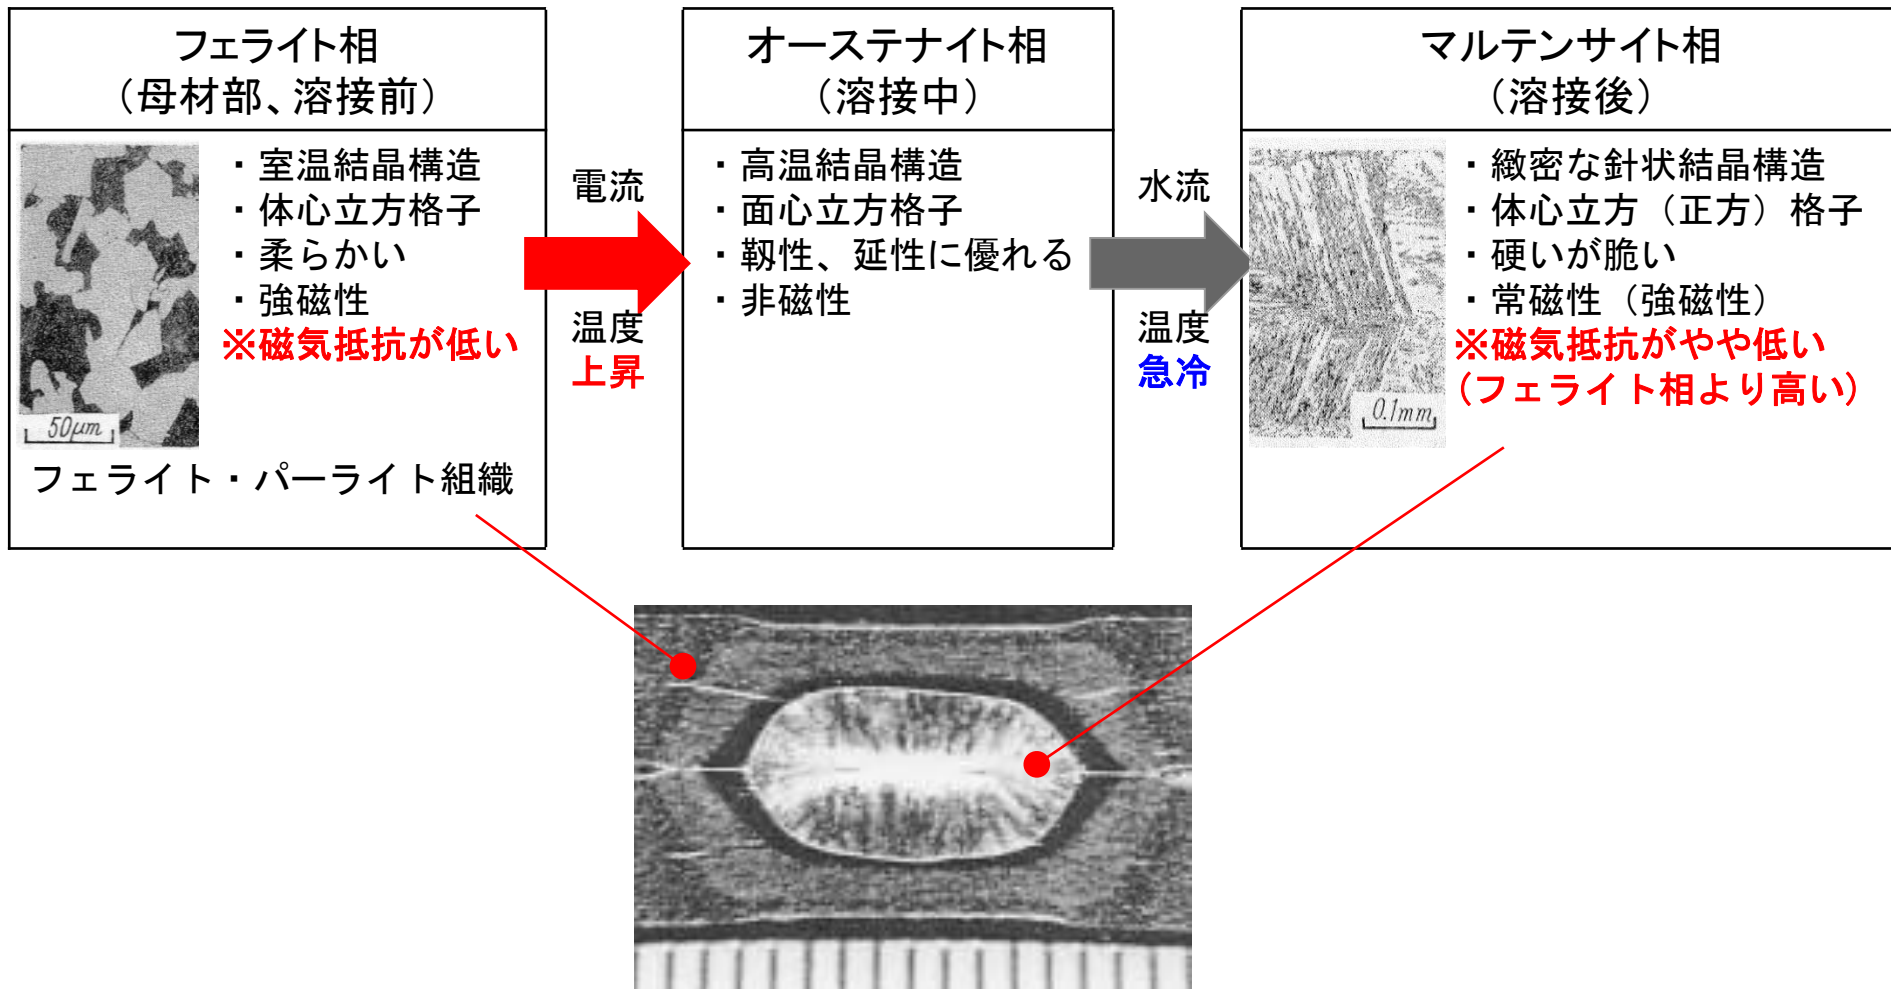 フェライト相
（母材部、溶接前）
・室温結晶構造
・体心立方格子
・柔らかい
・強磁性
※磁気抵抗が低い
50μm
フェライト・パーライト組織
電流
温度
上昇
オーステナイト相
（溶接中）
・高温結晶構造
・面心立方格子
・靱性、延性に優れる
・非磁性
水流
温度
急冷
マルテンサイト相
（溶接後）
・緻密な針状結晶構造
・体心立方（正方）格子
・硬いが脆い
・常磁性（強磁性）
※磁気抵抗がやや低い
（フェライト相より高い）
0.1mm